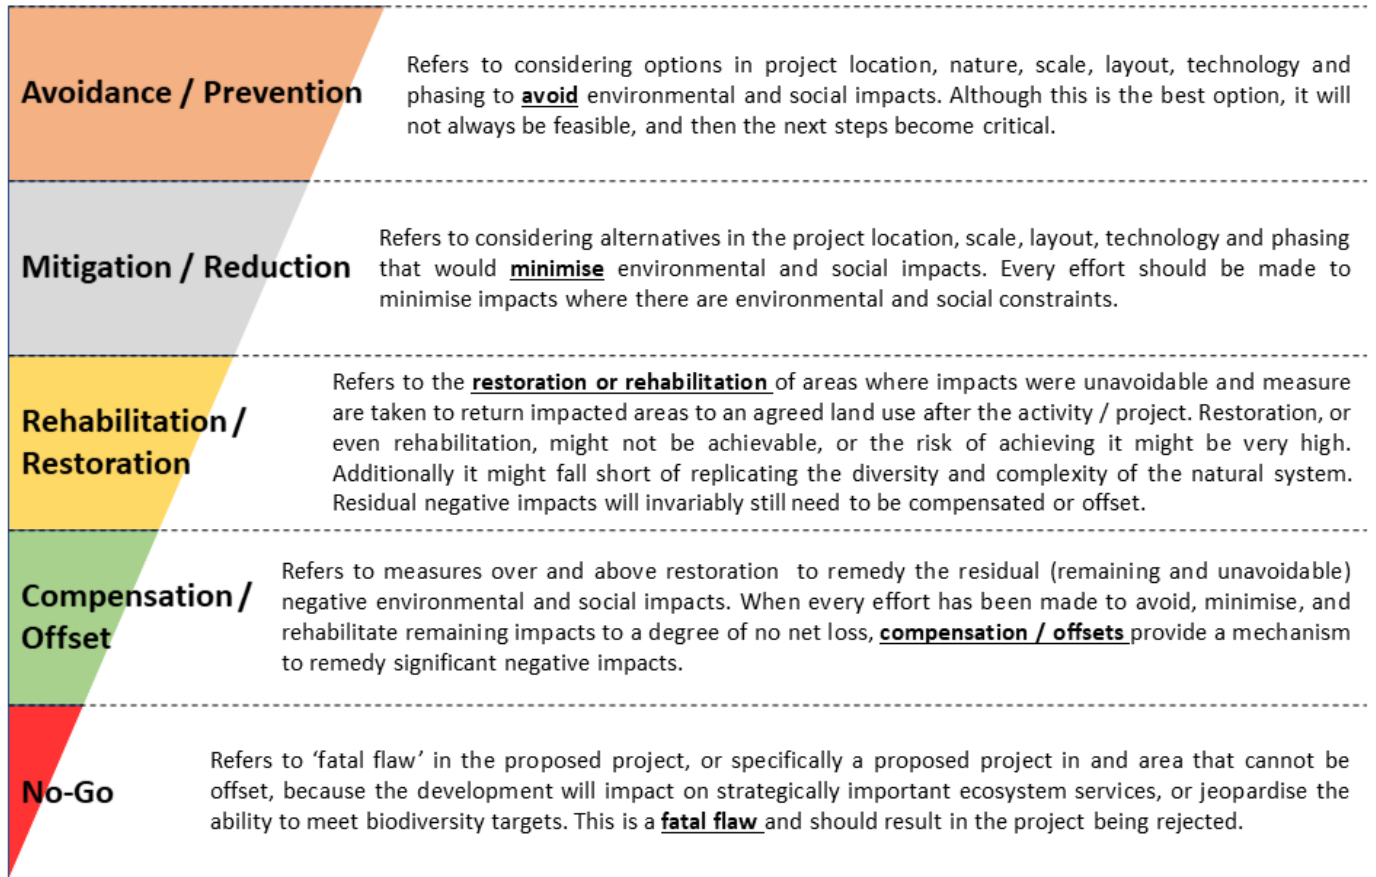 Avoidance / Prevention
Refers to considering options in project location, nature, scale, layout, technology and
phasing to avoid environmental and social impacts. Although this is the best option, it will
not always be feasible, and then the next steps become critical.
Mitigation / Reduction
Refers to considering alternatives in the project location, scale, layout, technology and phasing
that would minimise environmental and social impacts. Every effort should be made to
minimise impacts where there are environmental and social constraints.
Rehabilitation /
Restoration
Refers to the restoration or rehabilitation of areas where impacts were unavoidable and measure
are taken to return impacted areas to an agreed land use after the activity / project. Restoration, or
even rehabilitation, might not be achievable, or the risk of achieving it might be very high.
Additionally it might fall short of replicating the diversity and complexity of the natural system.
Residual negative impacts will invariably still need to be compensated or offset.
Compensation /
Offset
Refers to measures over and above restoration to remedy the residual (remaining and unavoidable)
negative environmental and social impacts. When every effort has been made to avoid, minimise, and
rehabilitate remaining impacts to a degree of no net loss, compensation / offsets provide a mechanism
to remedy significant negative impacts.
No-Go
Refers to ‘fatal flaw’ in the proposed project, or specifically a proposed project in and area that cannot be
offset, because the development will impact on strategically important ecosystem services, or jeopardise the
ability to meet biodiversity targets. This is a fatal flaw and should result in the project being rejected.